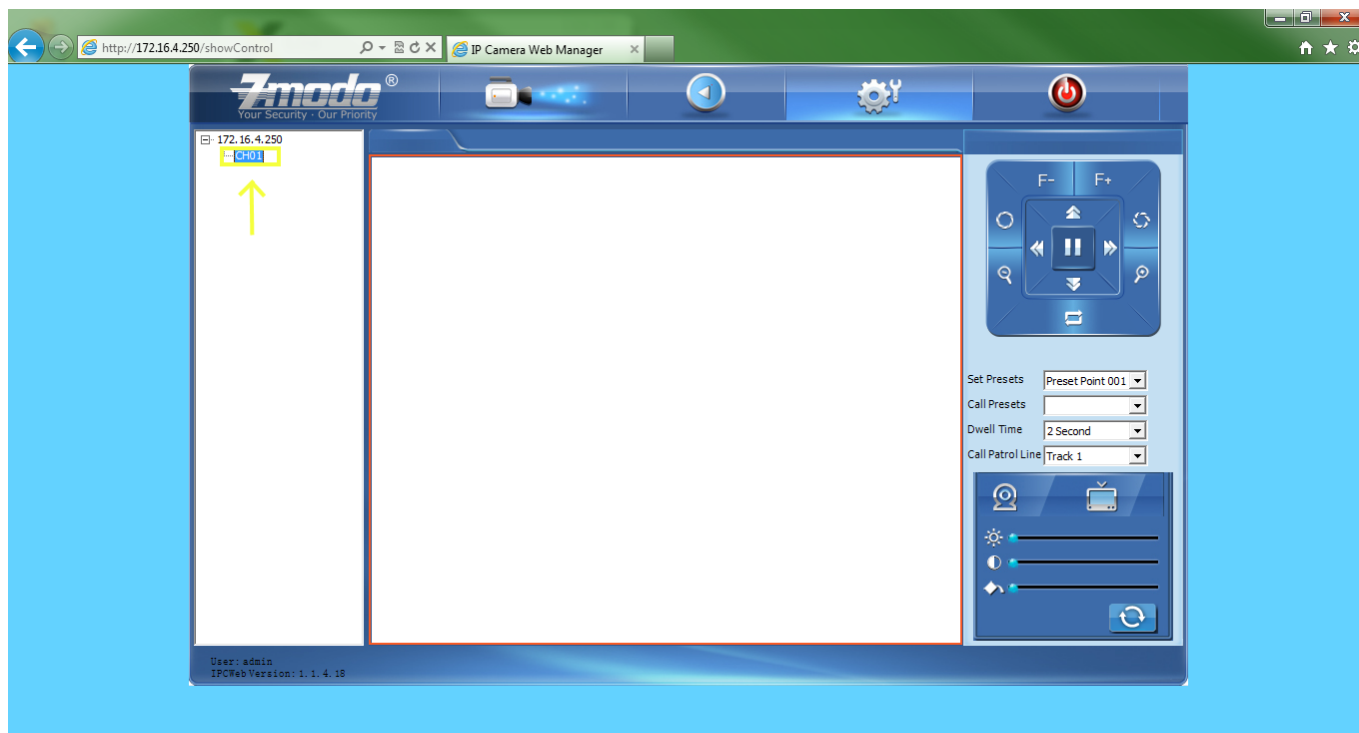 http://172.16.4.250/showControl
IP Camera Web Manager
Zmodo®
Your Security · Our Priority
172.16.4.250
CH01
F- F+
Set Presets Preset Point 001
Call Presets
Dwell Time 2 Second
Call Patrol Line Track 1
User: admin
IPCWeb Version: 1.1.4.18